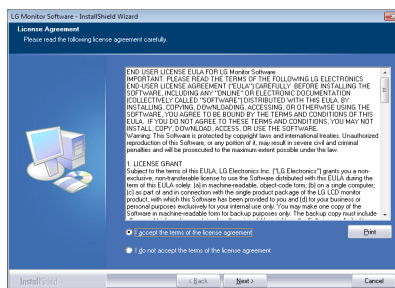 LG Monitor Software - InstallShield Wizard
License Agreement
Please read the following license agreement carefully.
END USER LICENSE EULA FOR LG Monitor Software
IMPORTANT: PLEASE READ THE TERMS OF THE FOLLOWING LG ELECTRONICS
END-USER LICENSE AGREEMENT ("EULA") CAREFULLY BEFORE INSTALLING THE
SOFTWARE, INCLUDING ANY "ONLINE" OR ELECTRONIC DOCUMENTATION
(COLLECTIVELY CALLED "SOFTWARE") DISTRIBUTED WITH THIS EULA. BY
INSTALLING, COPYING, DOWNLOADING, ACCESSING, OR OTHERWISE USING THE
SOFTWARE, YOU AGREE TO BE BOUND BY THE TERMS AND CONDITIONS OF THIS
EULA. IF YOU DO NOT AGREE TO THESE TERMS AND CONDITIONS, YOU MAY NOT
INSTALL, COPY, DOWNLOAD, ACCESS, OR USE THE SOFTWARE.
Warning: This Software is protected by copyright laws and international treaties. Unauthorized
reproduction of this Software, or any portion of it, may result in severe civil and criminal
penalties and will be prosecuted to the maximum extent possible under the law.
1. LICENSE GRANT
Subject to the terms of this EULA, LG Electronics Inc. ("LG Electronics") grants you a non-
exclusive, non-transferable license to use the Software distributed with this EULA during the
term of this EULA solely: (a) in machine-readable, object-code form; (b) on a single computer;
(c) as part of and in connection with the single product package of the LG LCD monitor
product, with which this Software has been provided to you and (d) for your business or
personal purposes exclusively for your internal use only. You may make one copy of the
Software in machine-readable form for backup purposes only. The backup copy must include
I accept the terms of the license agreement
Print
I do not accept the terms of the license agreement
InstallShield
< Back
Next >
Cancel